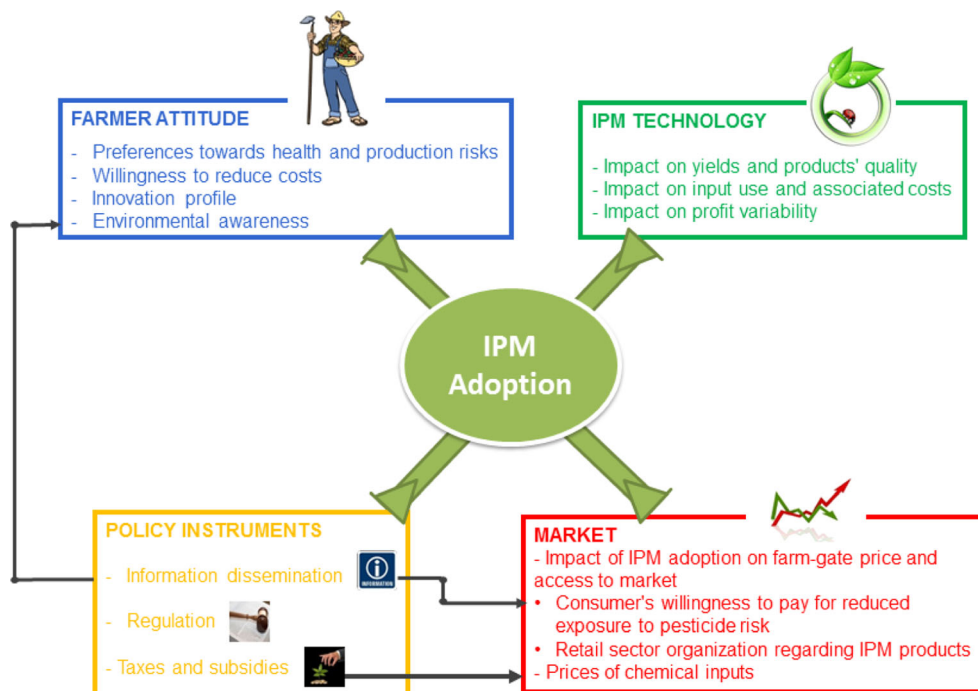 FARMER ATTITUDE
- Preferences towards health and production risks
- Willingness to reduce costs
- Innovation profile
- Environmental awareness
IPM TECHNOLOGY
- Impact on yields and products' quality
- Impact on input use and associated costs
- Impact on profit variability
IPM
Adoption
POLICY INSTRUMENTS
- Information dissemination
INFORMATION
- Regulation
- Taxes and subsidies
MARKET
- Impact of IPM adoption on farm-gate price and
access to market
• Consumer's willingness to pay for reduced
exposure to pesticide risk
• Retail sector organization regarding IPM products
- Prices of chemical inputs